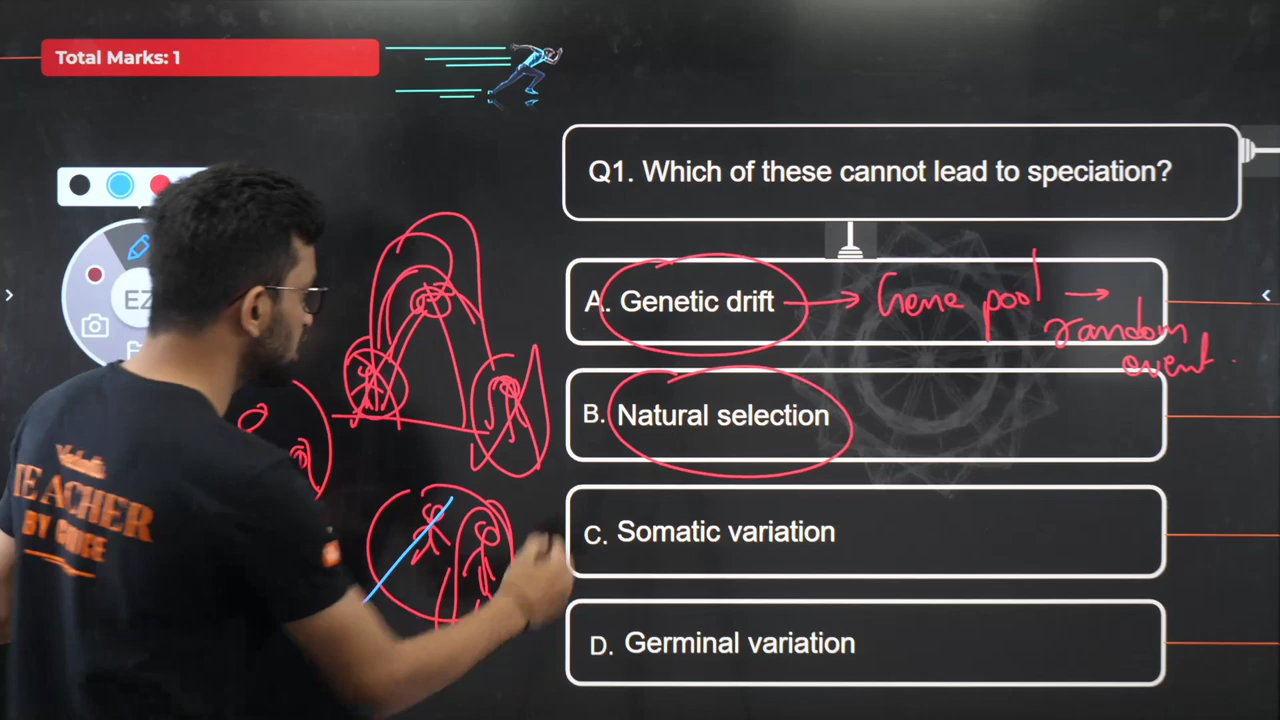 Total Marks: 1
Q1. Which of these cannot lead to speciation?
A. Genetic drift → Gene pool →
random
event.
B. Natural selection
C. Somatic variation
D. Germinal variation
EZ
TEACHER
BY